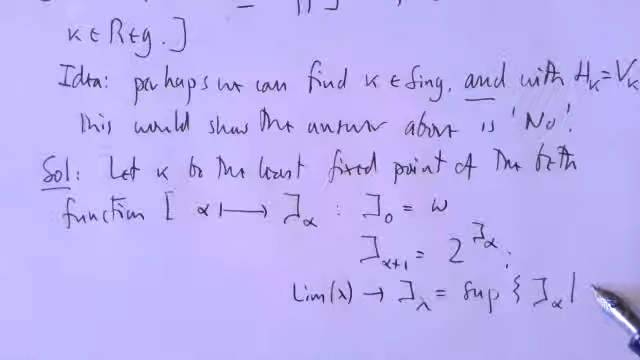 κ ∈ Reg.]
Idea: perhaps we can find κ ∈ Sing, and with H_κ = V_κ
This would show the answer above is 'No'.
Sol: Let κ be the least fixed point of the beth
function [ α ⟼ ℶ_α : ℶ_0 = ω
ℶ_{α+1} = 2^{ℶ_α} ;
Lim(λ) → ℶ_λ = sup { ℶ_α |